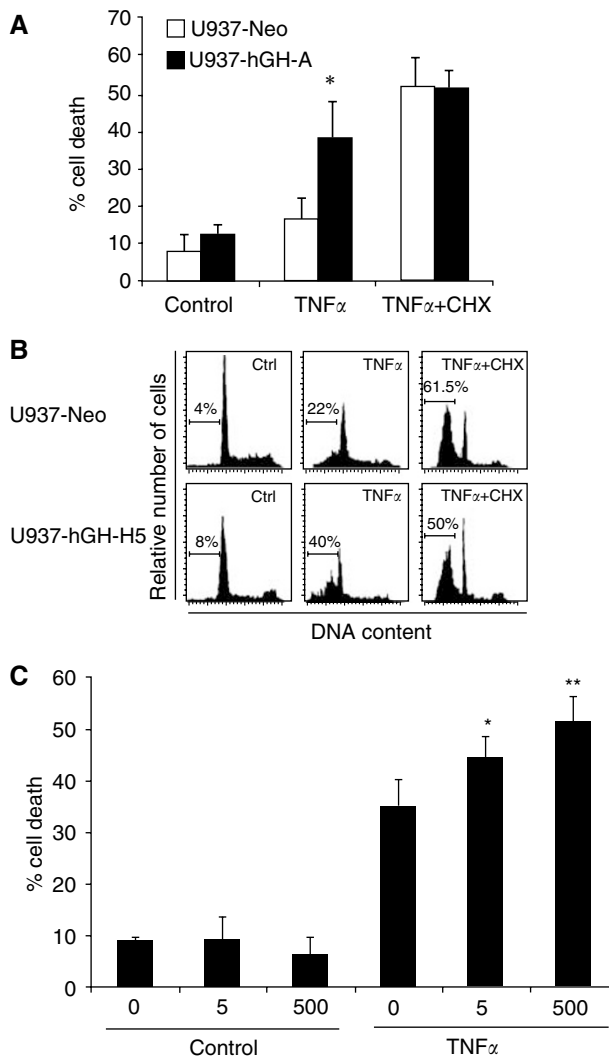 A
70
60
50
40
30
20
10
0
% cell death
U937-Neo
U937-hGH-A
*
Control
TNFα
TNFα+CHX
B
U937-Neo
U937-hGH-H5
Relative number of cells
Ctrl
4%
TNFα
22%
TNFα+CHX
61.5%
Ctrl
8%
TNFα
40%
TNFα+CHX
50%
DNA content
C
60
50
40
30
20
10
0
% cell death
*
**
0 5 500 0 5 500
Control TNFα